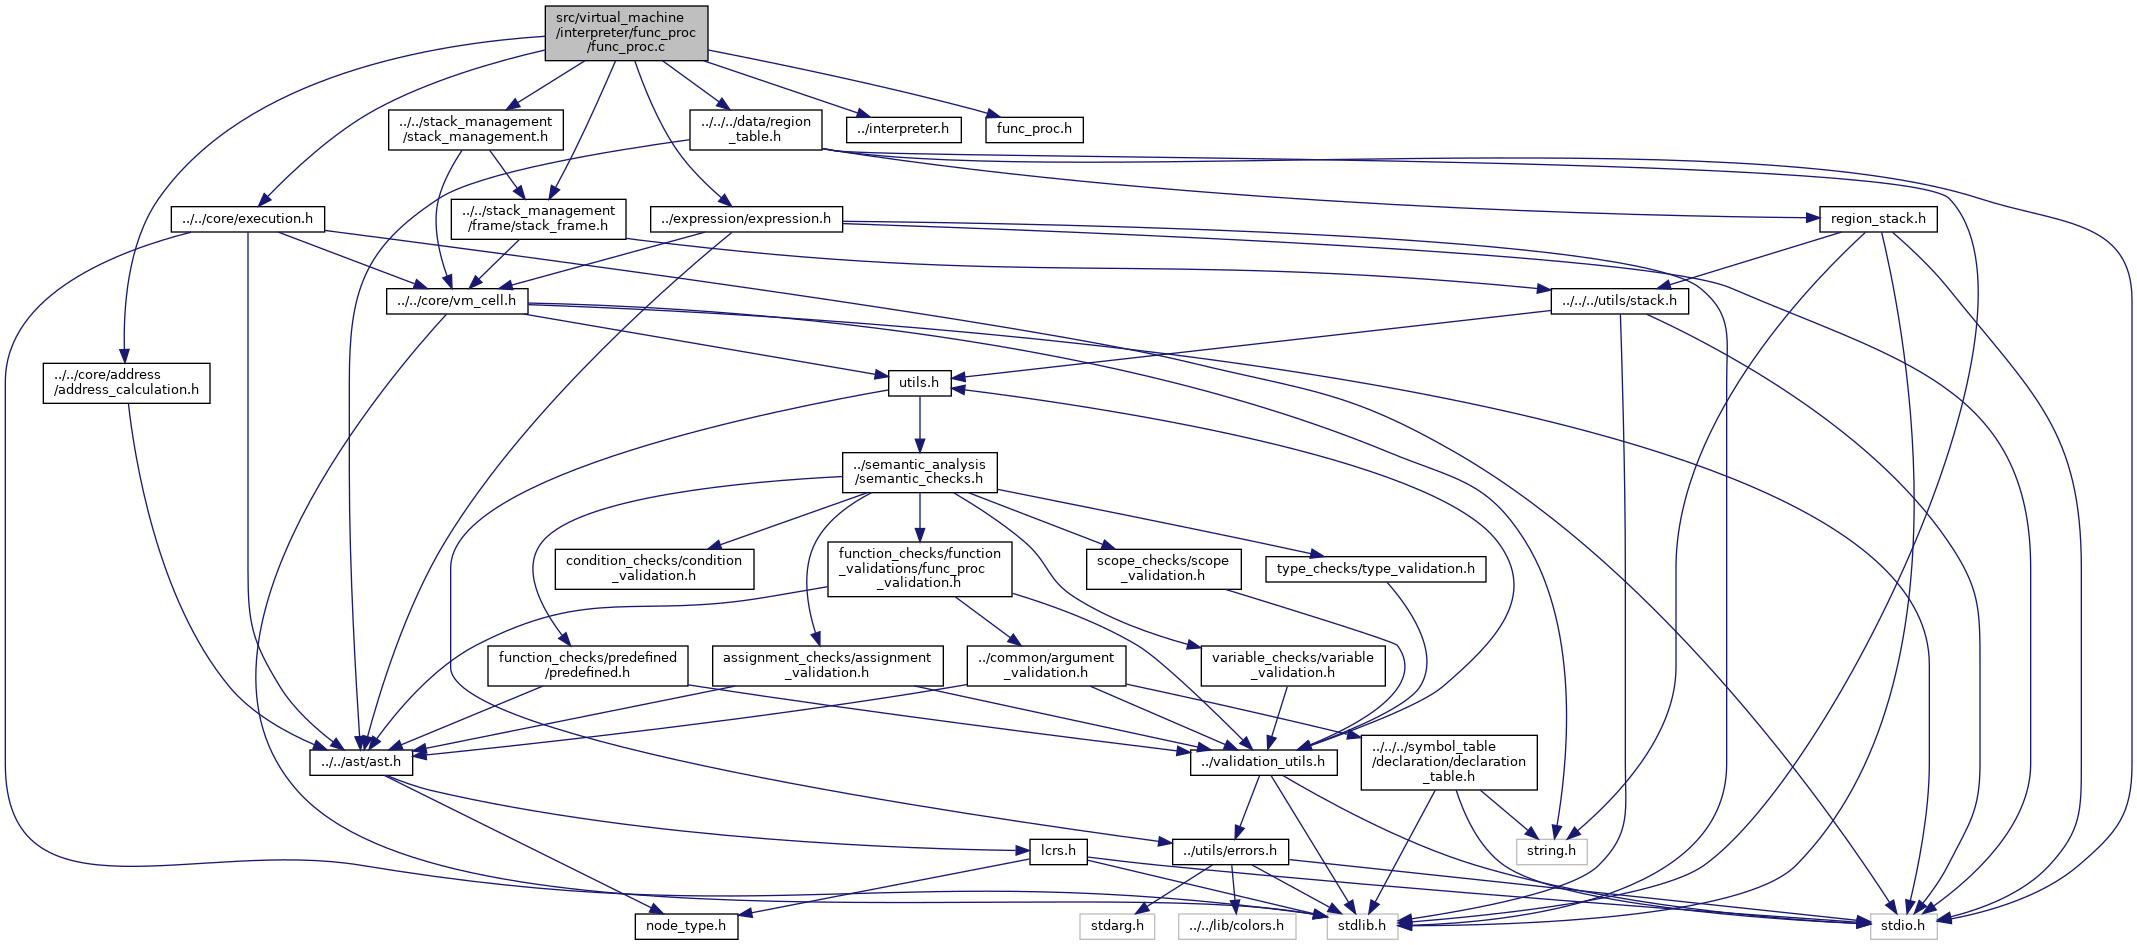 src/virtual_machine
/interpreter/func_proc
/func_proc.c
../../stack_management
/stack_management.h
../../../data/region
_table.h
../interpreter.h
func_proc.h
../../core/execution.h
../../stack_management
/frame/stack_frame.h
../expression/expression.h
region_stack.h
../../core/vm_cell.h
../../../utils/stack.h
../../core/address
/address_calculation.h
utils.h
../semantic_analysis
/semantic_checks.h
condition_checks/condition
_validation.h
function_checks/function
_validations/func_proc
_validation.h
scope_checks/scope
_validation.h
type_checks/type_validation.h
function_checks/predefined
/predefined.h
assignment_checks/assignment
_validation.h
../common/argument
_validation.h
variable_checks/variable
_validation.h
../../ast/ast.h
../validation_utils.h
../../../symbol_table
/declaration/declaration
_table.h
lcrs.h
../utils/errors.h
string.h
node_type.h
stdarg.h
../../lib/colors.h
stdlib.h
stdio.h